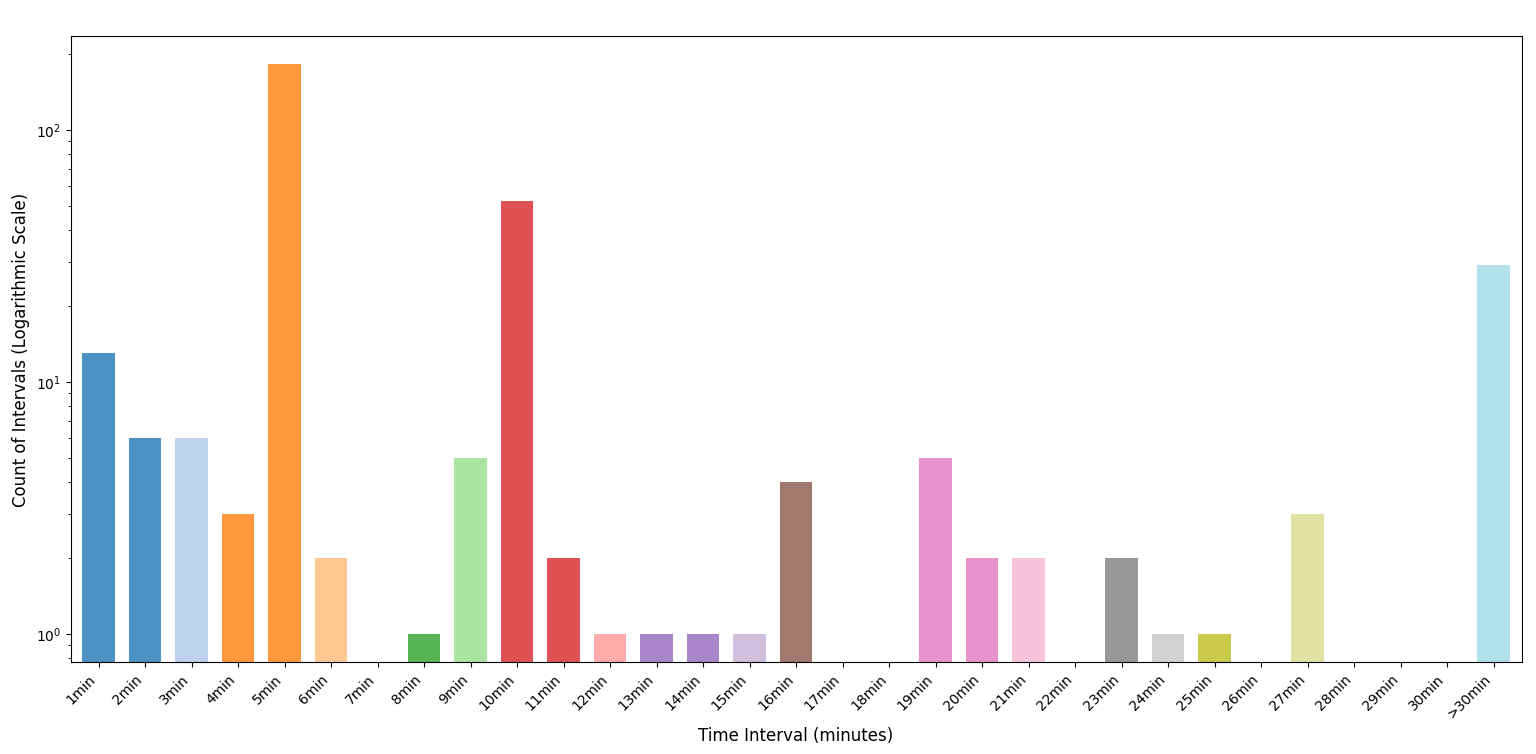 Count of Intervals (Logarithmic Scale)
10²
10¹
10⁰
1min
2min
3min
4min
5min
6min
7min
8min
9min
10min
11min
12min
13min
14min
15min
16min
17min
18min
19min
20min
21min
22min
23min
24min
25min
26min
27min
28min
29min
30min
>30min
Time Interval (minutes)